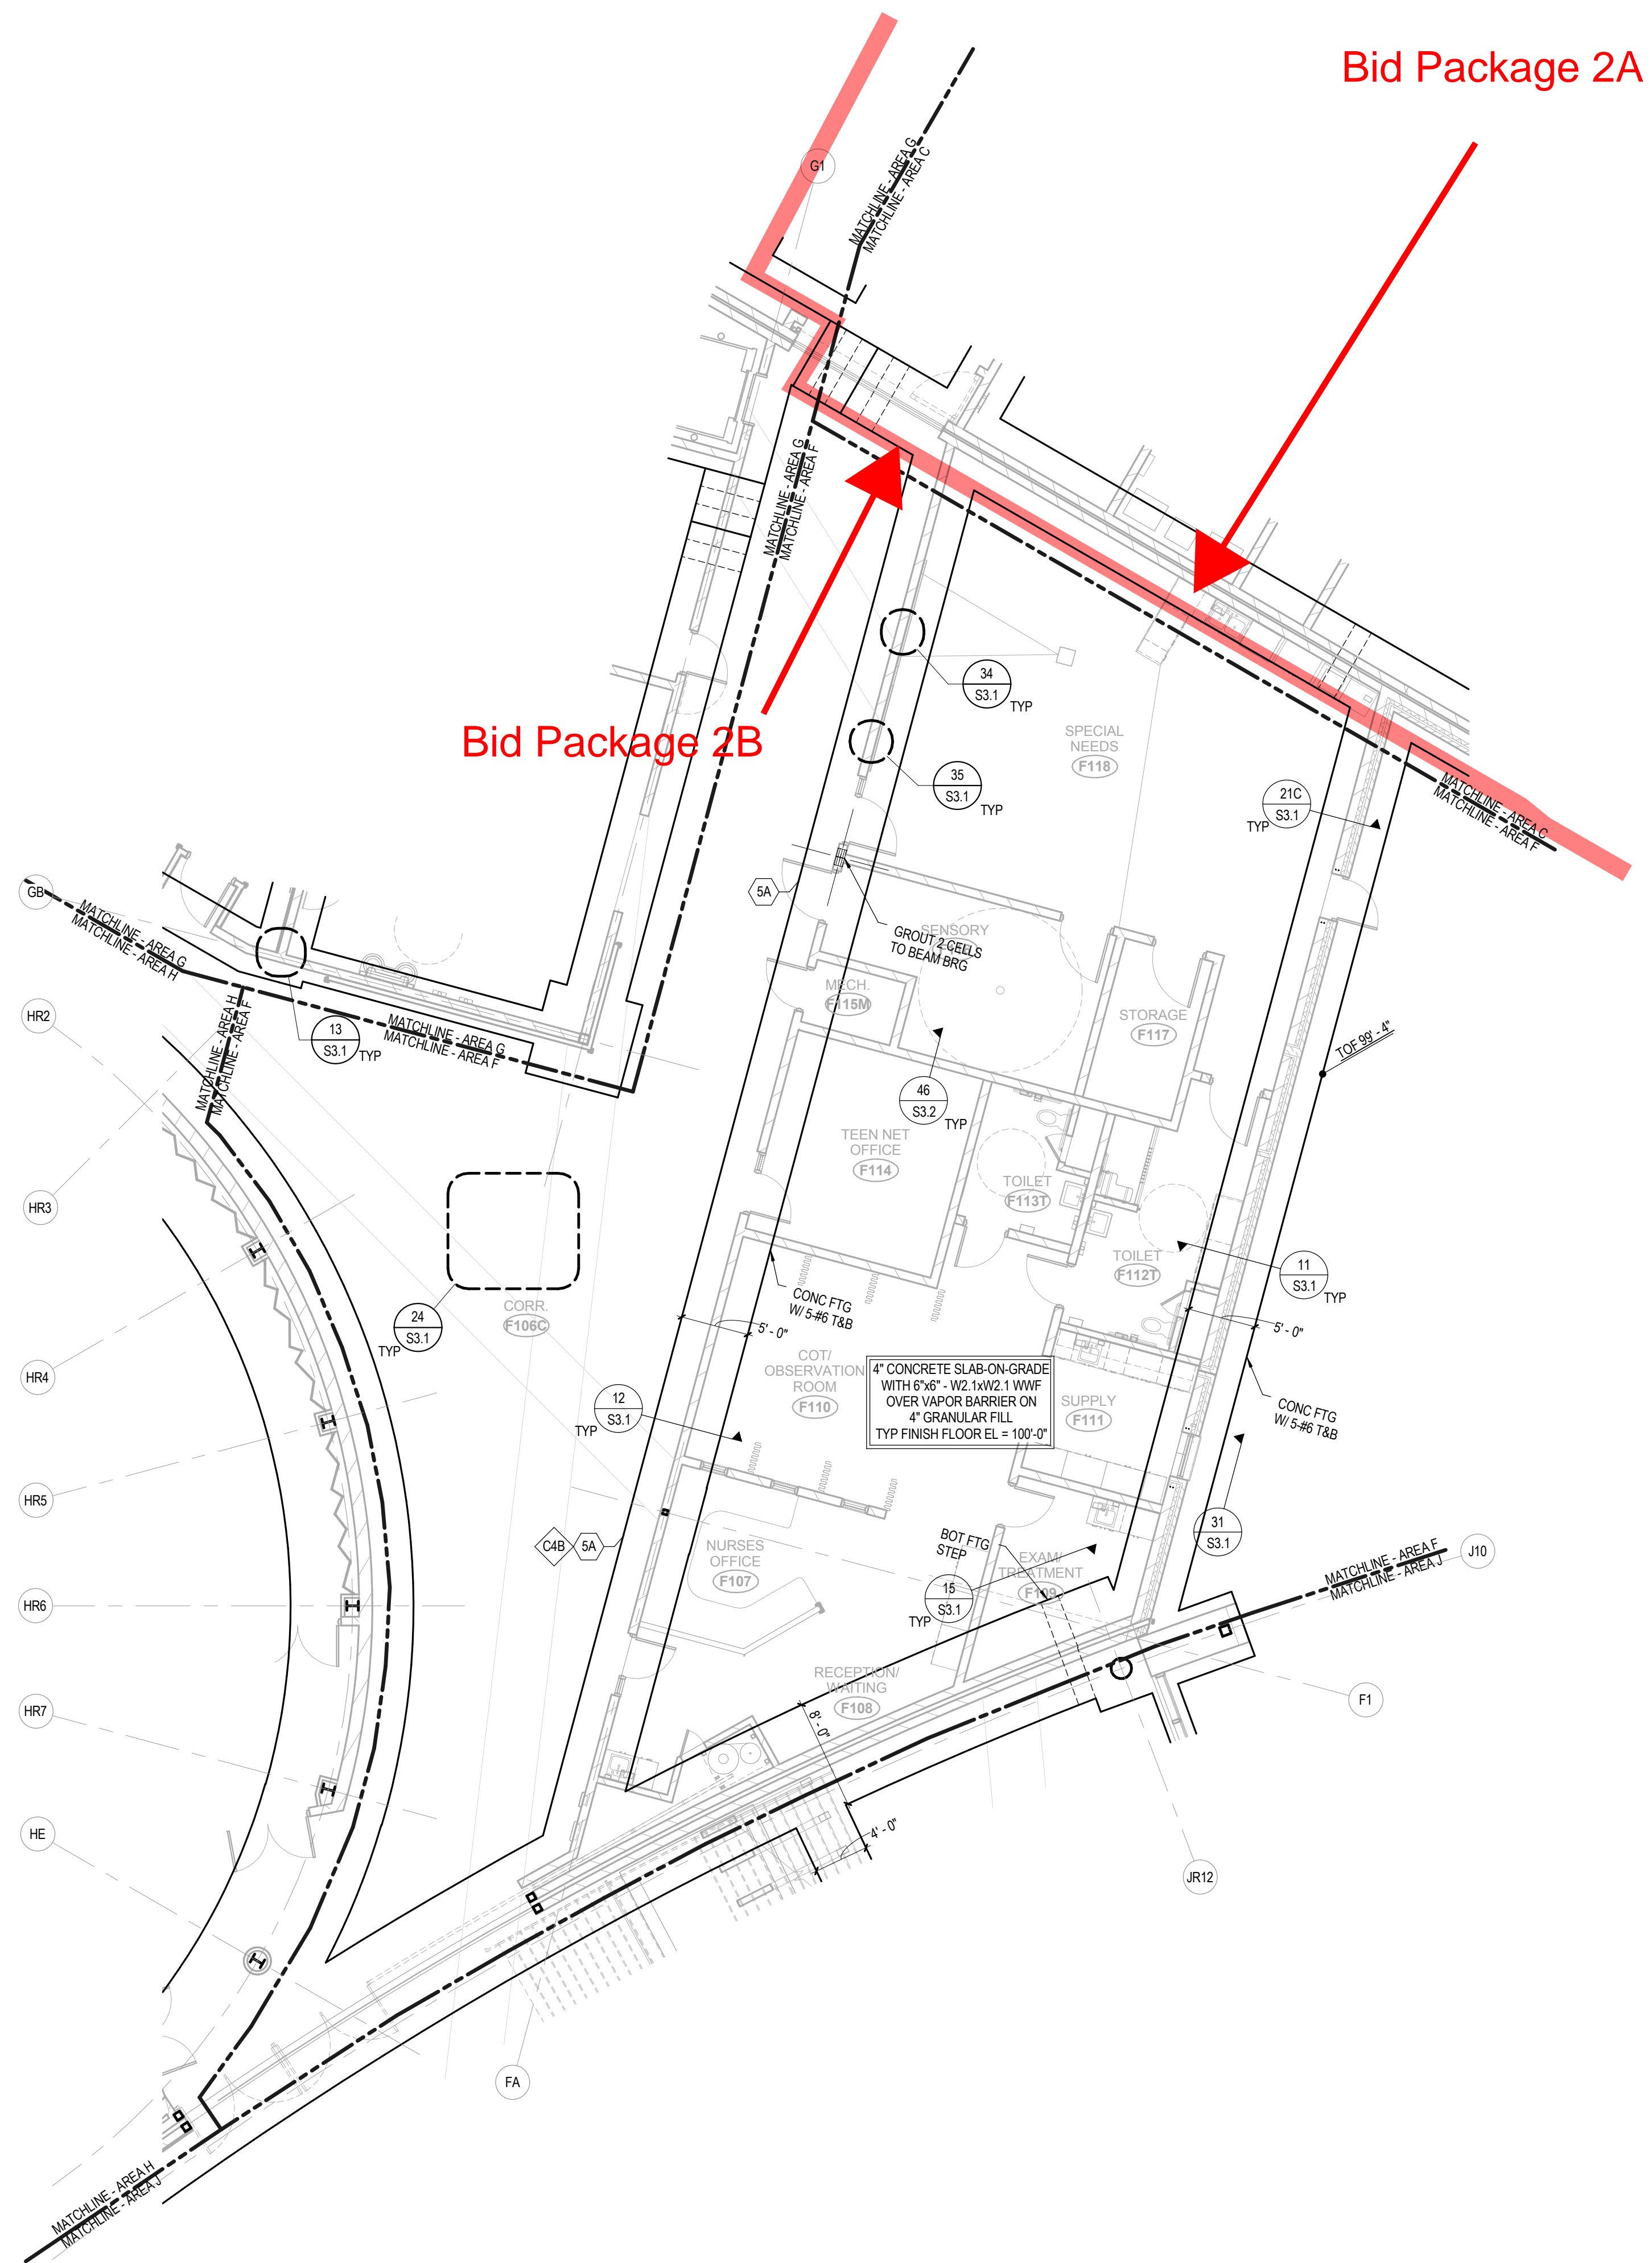 Bid Package 2A
G1
MATCHLINE - AREA G
MATCHLINE - AREA C
MATCHLINE - AREA G
MATCHLINE - AREA F
34
S3.1
TYP
Bid Package 2B
SPECIAL
NEEDS
F118
35
S3.1
TYP
21C
S3.1
TYP
MATCHLINE - AREA C
MATCHLINE - AREA F
GB
MATCHLINE - AREA G
MATCHLINE - AREA H
5A
GROUT 2 CELLS
TO BEAM BRG
SENSORY
MECH.
F115M
STORAGE
F117
HR2
MATCHLINE - AREA H
MATCHLINE - AREA F
13
S3.1
TYP
MATCHLINE - AREA G
MATCHLINE - AREA F
TOF 99' - 4"
46
S3.2
TYP
TEEN NET
OFFICE
F114
TOILET
F113T
HR3
TOILET
F112T
11
S3.1
TYP
CORR.
F106C
24
S3.1
TYP
CONC FTG
W/ 5-#6 T&B
5' - 0"
5' - 0"
HR4
COT/
OBSERVATION
ROOM
F110
4" CONCRETE SLAB-ON-GRADE
WITH 6"x6" - W2.1xW2.1 WWF
OVER VAPOR BARRIER ON
4" GRANULAR FILL
TYP FINISH FLOOR EL = 100'-0"
SUPPLY
F111
CONC FTG
W/ 5-#6 T&B
12
S3.1
TYP
HR5
31
S3.1
C4B
5A
NURSES
OFFICE
F107
BOT FTG
STEP
EXAM/
TREATMENT
F109
15
S3.1
TYP
MATCHLINE - AREA F
MATCHLINE - AREA J
J10
HR6
RECEPTION/
WAITING
F108
F1
HR7
8' - 0"
4' - 0"
HE
JR12
FA
MATCHLINE - AREA H
MATCHLINE - AREA J